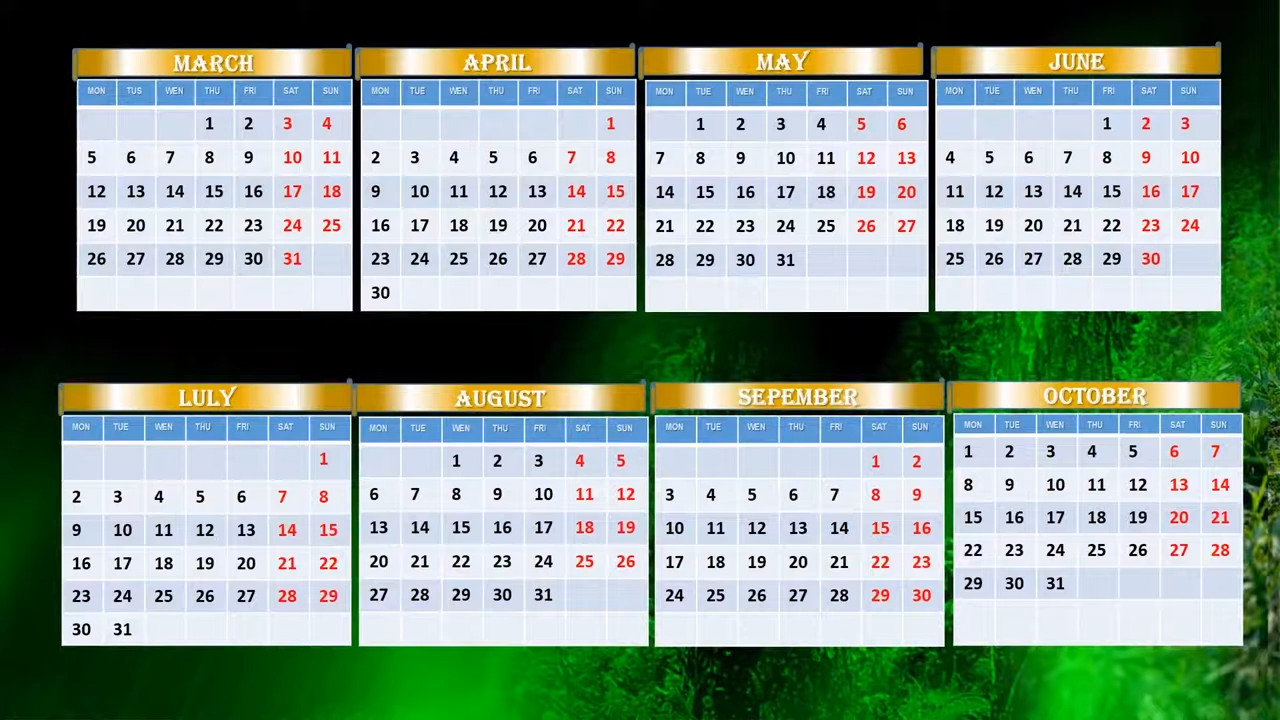 MARCH
MON TUS WEN THU FRI SAT SUN
1 2 3 4
5 6 7 8 9 10 11
12 13 14 15 16 17 18
19 20 21 22 23 24 25
26 27 28 29 30 31
APRIL
MON TUE WEN THU FRI SAT SUN
1
2 3 4 5 6 7 8
9 10 11 12 13 14 15
16 17 18 19 20 21 22
23 24 25 26 27 28 29
30
MAY
MON TUE WEN THU FRI SAT SUN
1 2 3 4 5 6
7 8 9 10 11 12 13
14 15 16 17 18 19 20
21 22 23 24 25 26 27
28 29 30 31
JUNE
MON TUE WEN THU FRI SAT SUN
1 2 3
4 5 6 7 8 9 10
11 12 13 14 15 16 17
18 19 20 21 22 23 24
25 26 27 28 29 30
LULY
MON TUE WEN THU FRI SAT SUN
1
2 3 4 5 6 7 8
9 10 11 12 13 14 15
16 17 18 19 20 21 22
23 24 25 26 27 28 29
30 31
AUGUST
MON TUE WEN THU FRI SAT SUN
1 2 3 4 5
6 7 8 9 10 11 12
13 14 15 16 17 18 19
20 21 22 23 24 25 26
27 28 29 30 31
SEPEMBER
MON TUE WEN THU FRI SAT SUN
1 2
3 4 5 6 7 8 9
10 11 12 13 14 15 16
17 18 19 20 21 22 23
24 25 26 27 28 29 30
OCTOBER
MON TUE WEN THU FRI SAT SUN
1 2 3 4 5 6 7
8 9 10 11 12 13 14
15 16 17 18 19 20 21
22 23 24 25 26 27 28
29 30 31